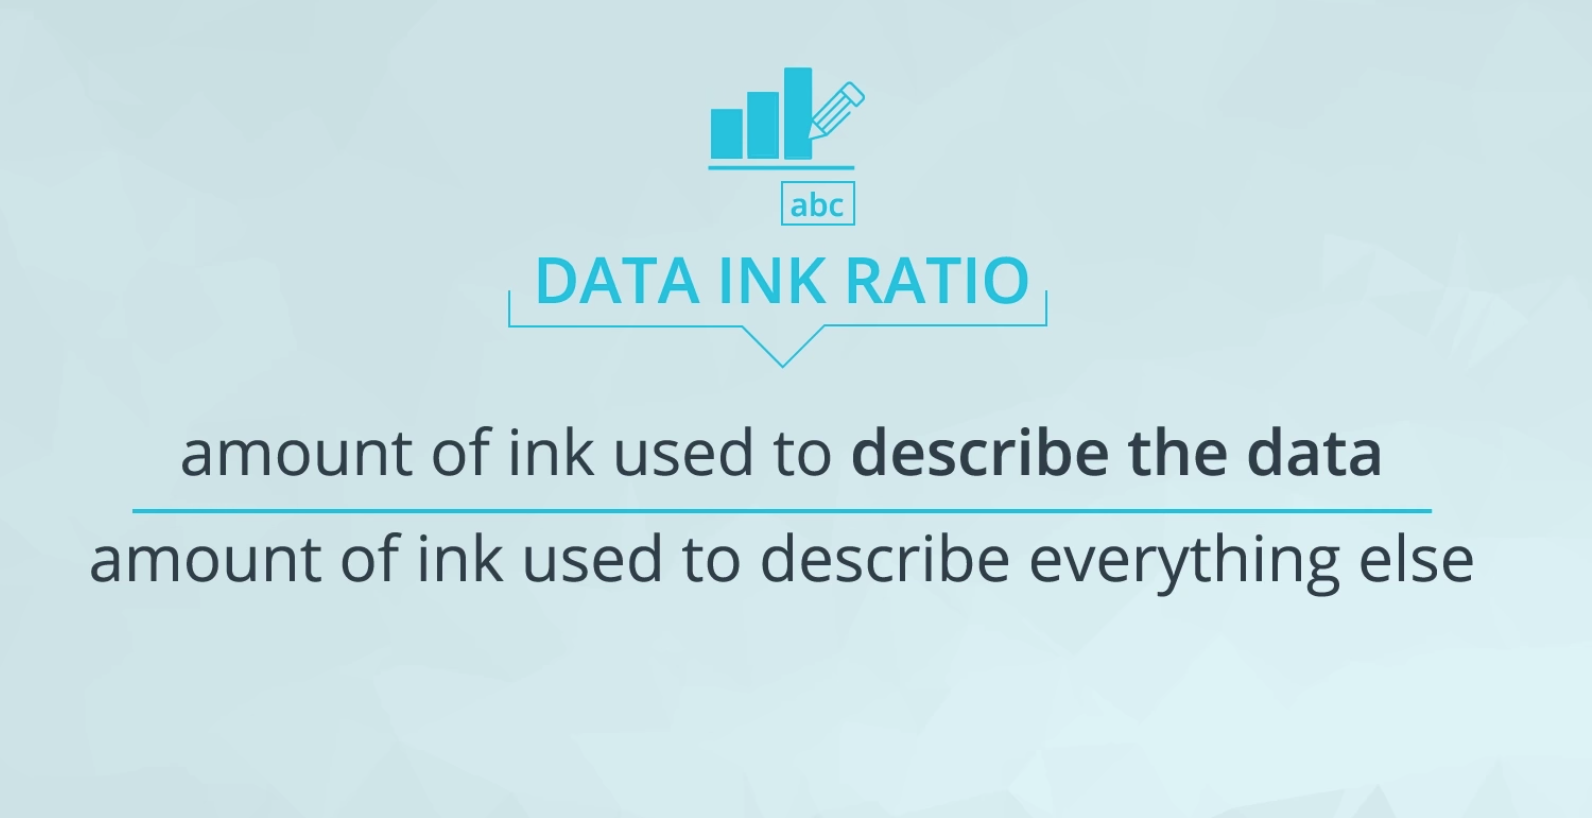 abc
DATA INK RATIO
amount of ink used to describe the data
amount of ink used to describe everything else